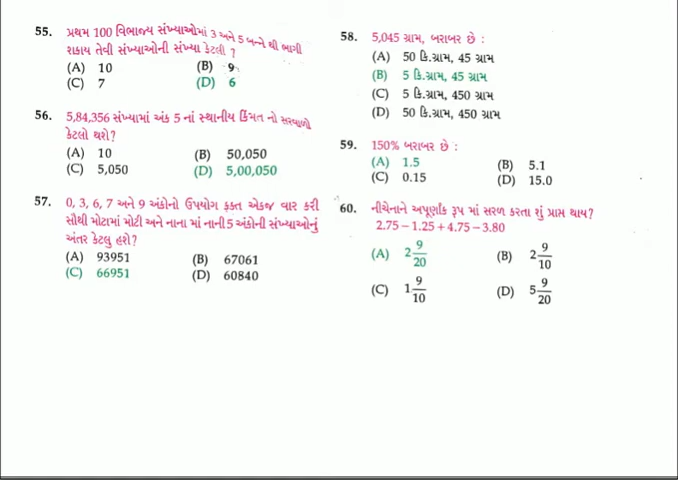 55. પ્રથમ 100 વિભાજ્ય સંખ્યાઓમાં 3 અને 5 બન્ને થી ભાગી
શકાય તેવી સંખ્યાઓની સંખ્યા કેટલી ?
(A) 10 (B) 9
(C) 7 (D) 6
56. 5,84,356 સંખ્યામાં અંક 5 નાં સ્થાનીય કિંમત નો સરવાળો
કેટલો થશે?
(A) 10 (B) 50,050
(C) 5,050 (D) 5,00,050
57. 0, 3, 6, 7 અને 9 અંકોનો ઉપયોગ ફક્ત એકજ વાર કરી
સૌથી મોટામાં મોટી અને નાના માં નાની 5 અંકોની સંખ્યાઓનું
અંતર કેટલુ હશે?
(A) 93951 (B) 67061
(C) 66951 (D) 60840
58. 5,045 ગ્રામ, બરાબર છે :
(A) 50 કિ.ગ્રામ, 45 ગ્રામ
(B) 5 કિ.ગ્રામ, 45 ગ્રામ
(C) 5 કિ.ગ્રામ, 450 ગ્રામ
(D) 50 કિ.ગ્રામ, 450 ગ્રામ
59. 150% બરાબર છે :
(A) 1.5 (B) 5.1
(C) 0.15 (D) 15.0
60. નીચેનાને અપૂર્ણાંક રૂપ માં સરળ કરતા શું પ્રાપ્ત થાય?
2.75 – 1.25 + 4.75 – 3.80
(A) 2 9/20 (B) 2 9/10
(C) 1 9/10 (D) 5 9/20